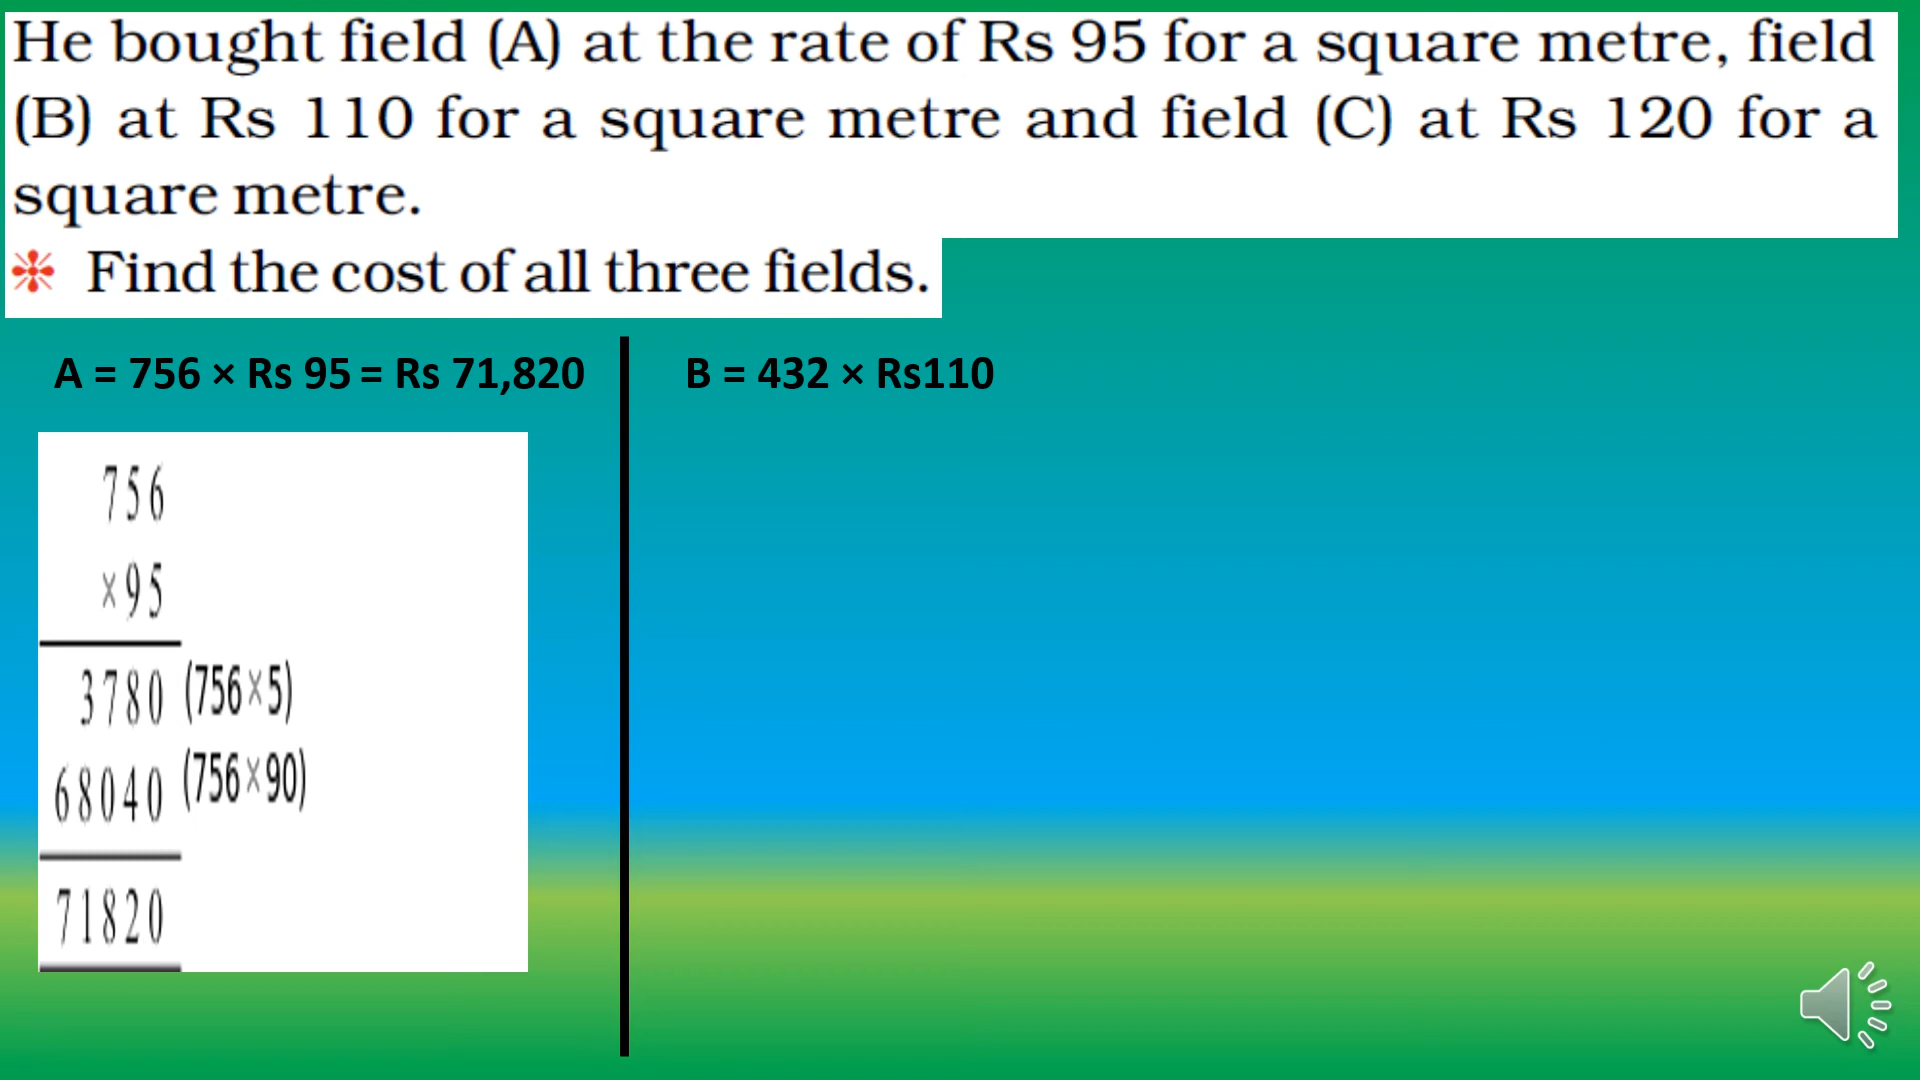 He bought field (A) at the rate of Rs 95 for a square metre, field
(B) at Rs 110 for a square metre and field (C) at Rs 120 for a
square metre.
❉ Find the cost of all three fields.
A = 756 × Rs 95 = Rs 71,820
756
×95
3780 (756×5)
68040 (756×90)
71820
B = 432 × Rs110